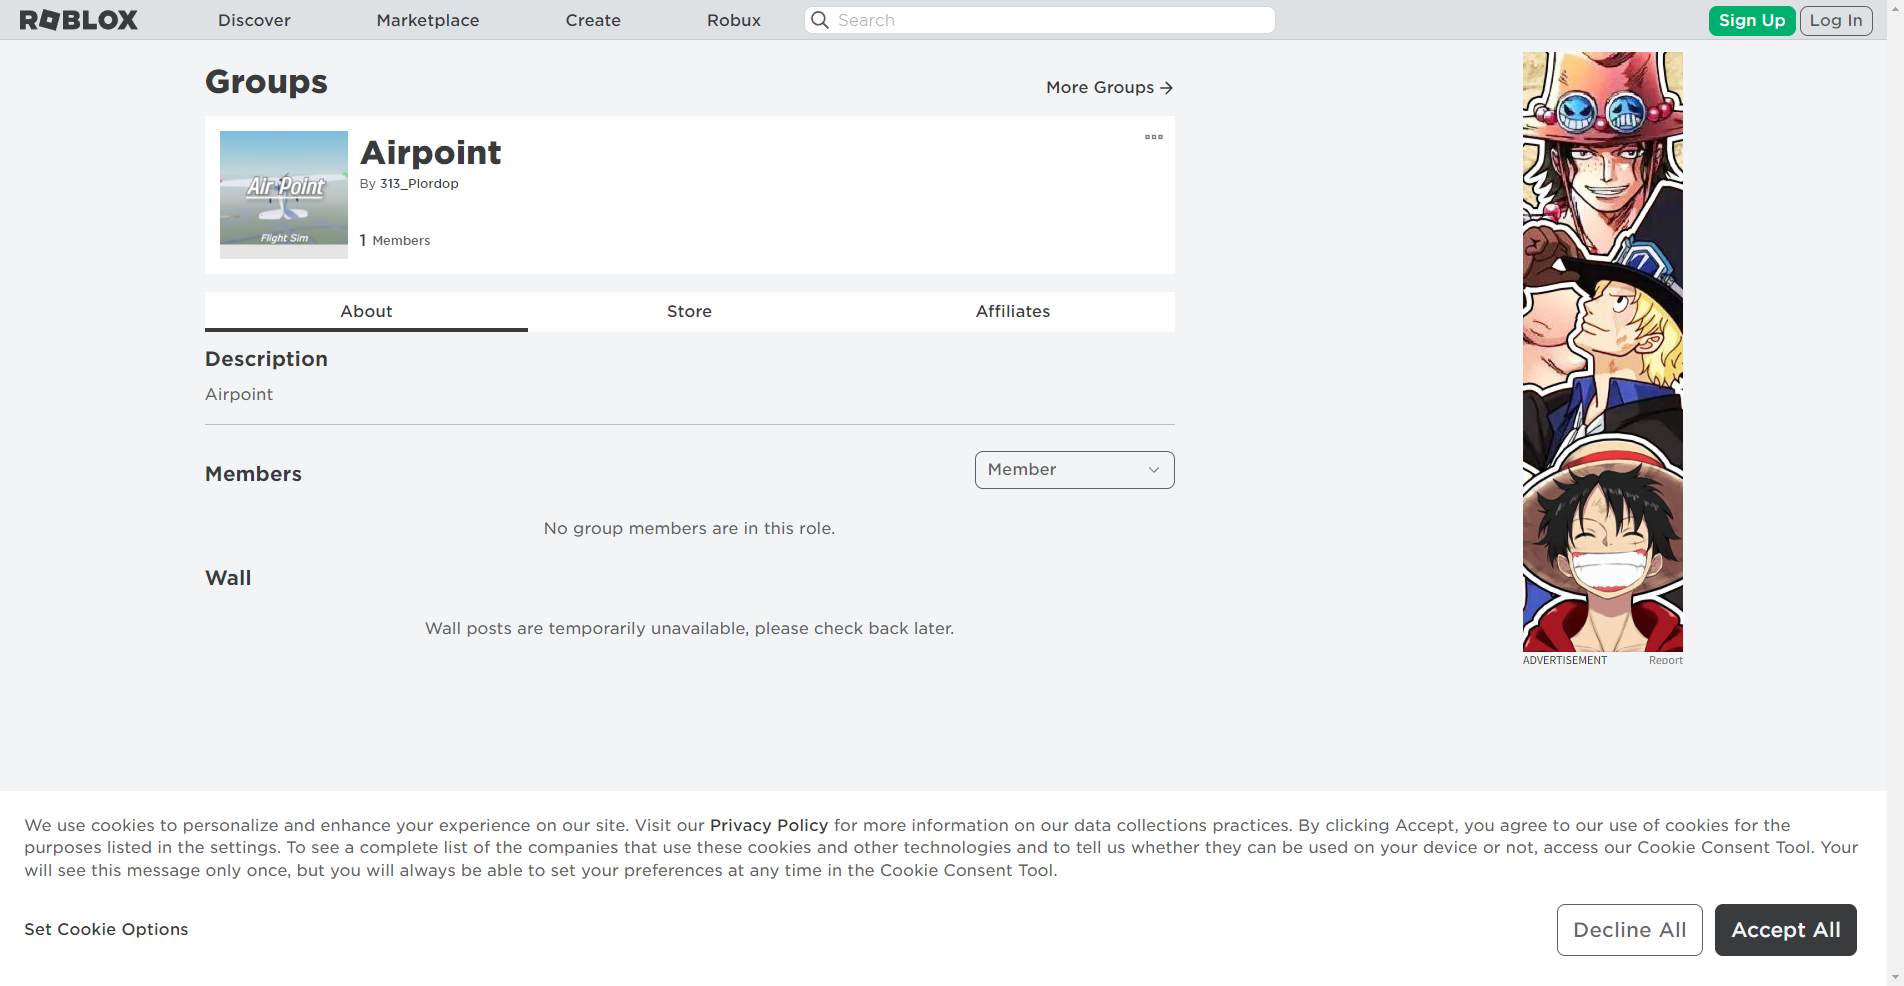 ROBLOX Discover Marketplace Create Robux Search Sign Up Log In
Groups
More Groups
Air Point
Flight Sim
Airpoint
By 313_Plordop
1 Members
About Store Affiliates
Description
Airpoint
Members
Member
No group members are in this role.
Wall
Wall posts are temporarily unavailable, please check back later.
ADVERTISEMENT Report
We use cookies to personalize and enhance your experience on our site. Visit our Privacy Policy for more information on our data collections practices. By clicking Accept, you agree to our use of cookies for the
purposes listed in the settings. To see a complete list of the companies that use these cookies and other technologies and to tell us whether they can be used on your device or not, access our Cookie Consent Tool. Your
will see this message only once, but you will always be able to set your preferences at any time in the Cookie Consent Tool.
Set Cookie Options
Decline All
Accept All